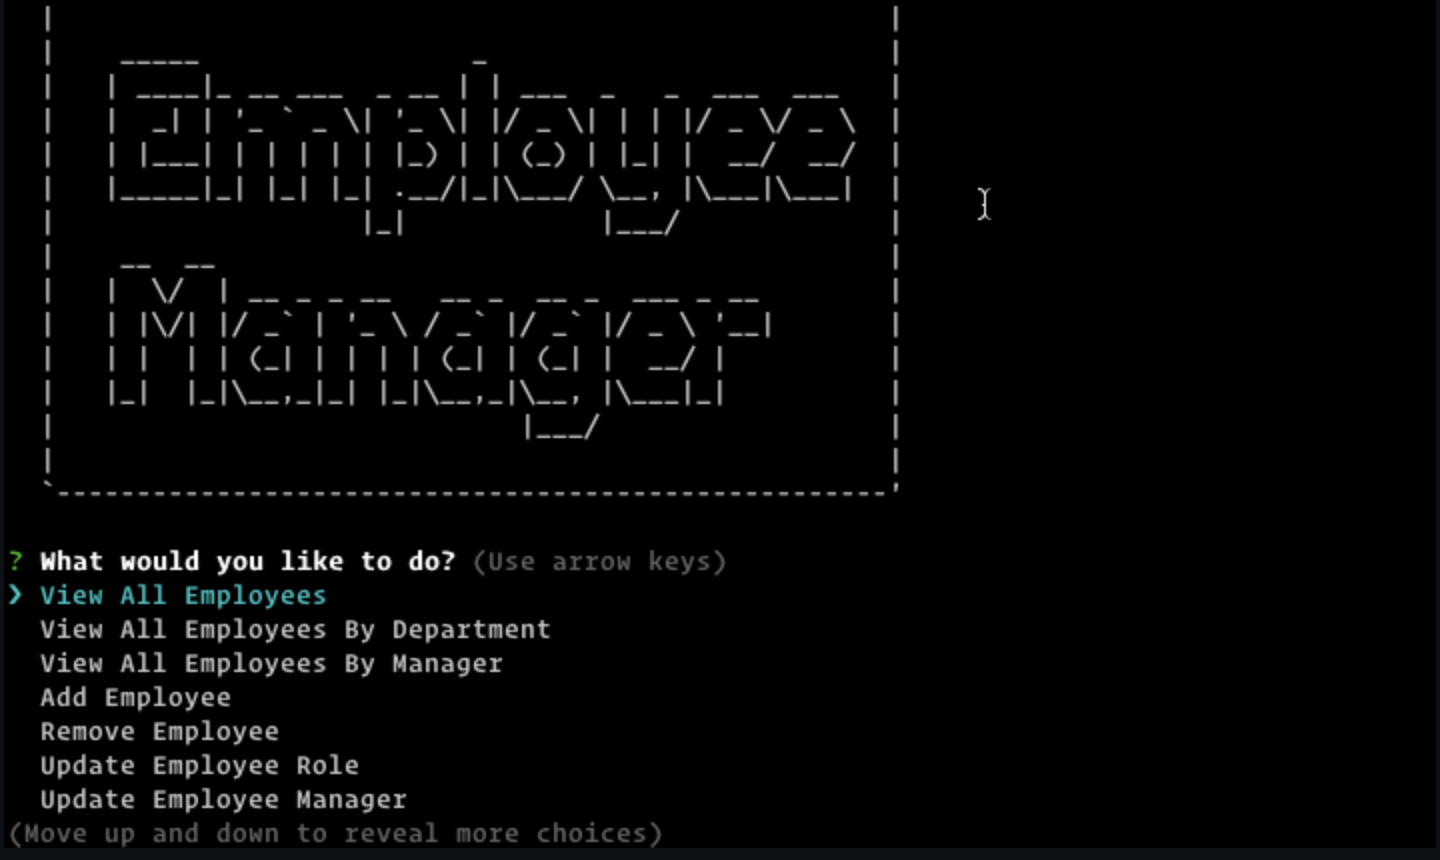 Employee
Manager
? What would you like to do? (Use arrow keys)
❯ View All Employees
View All Employees By Department
View All Employees By Manager
Add Employee
Remove Employee
Update Employee Role
Update Employee Manager
(Move up and down to reveal more choices)